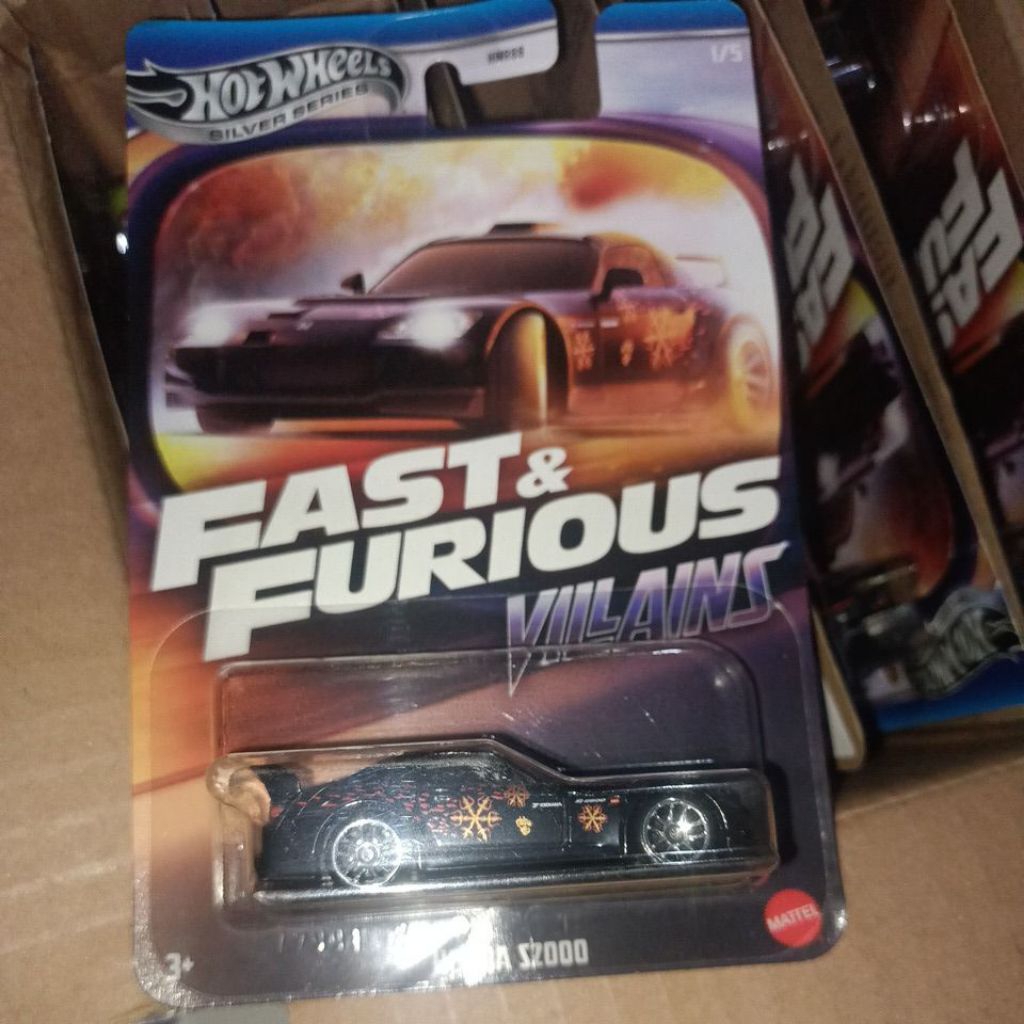 HOT WHEELS
SILVER SERIES
1/5
FAST &
FURIOUS
VILLAINS
MATTEL
3+
S2000